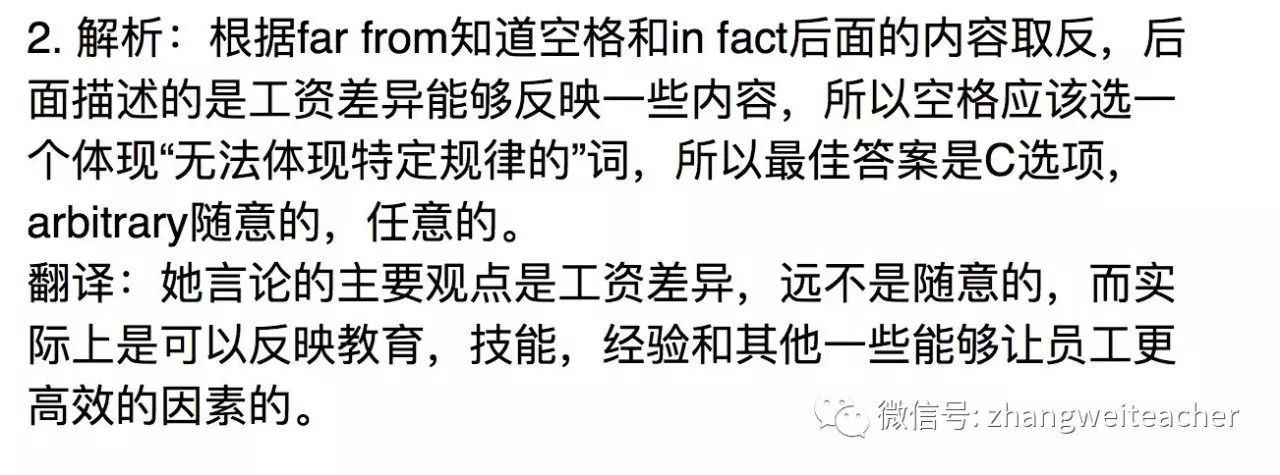 2. 解析：根据far from知道空格和in fact后面的内容取反，后
面描述的是工资差异能够反映一些内容，所以空格应该选一
个体现“无法体现特定规律的”词，所以最佳答案是C选项，
arbitrary随意的，任意的。
翻译：她言论的主要观点是工资差异，远不是随意的，而实
际上是可以反映教育，技能，经验和其他一些能够让员工更
高效的因素的。
微信号: zhangweiteacher